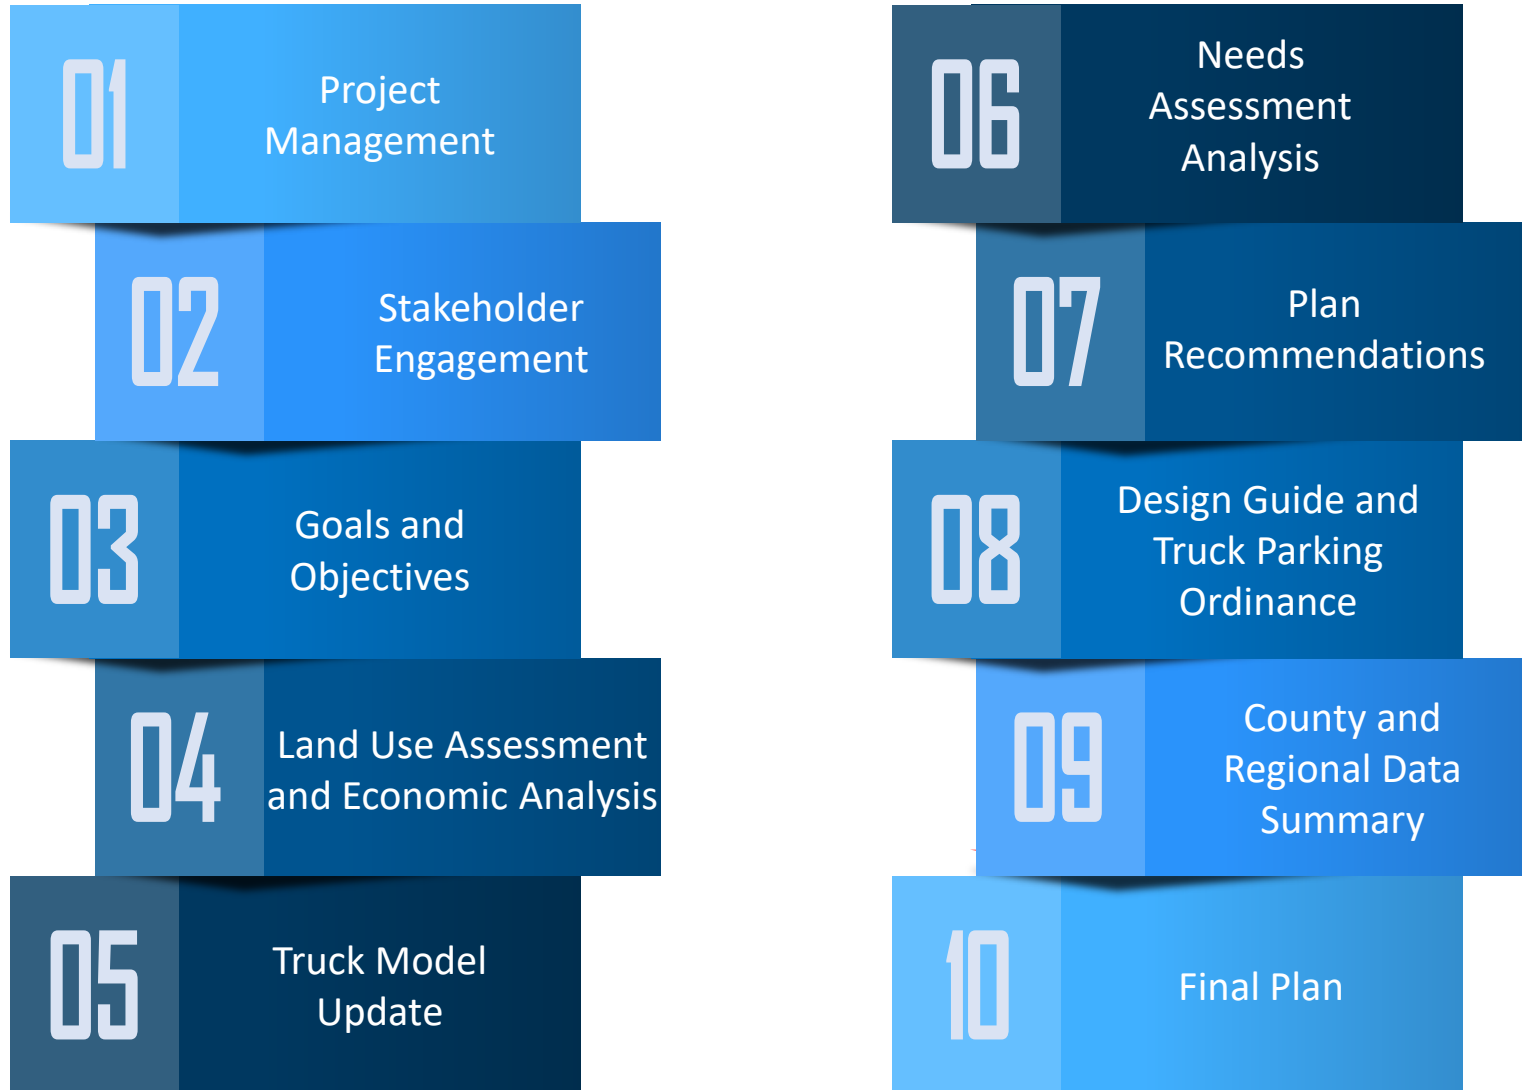 01
Project
Management
02
Stakeholder
Engagement
03
Goals and
Objectives
04
Land Use Assessment
and Economic Analysis
05
Truck Model
Update
06
Needs
Assessment
Analysis
07
Plan
Recommendations
08
Design Guide and
Truck Parking
Ordinance
09
County and
Regional Data
Summary
10
Final Plan